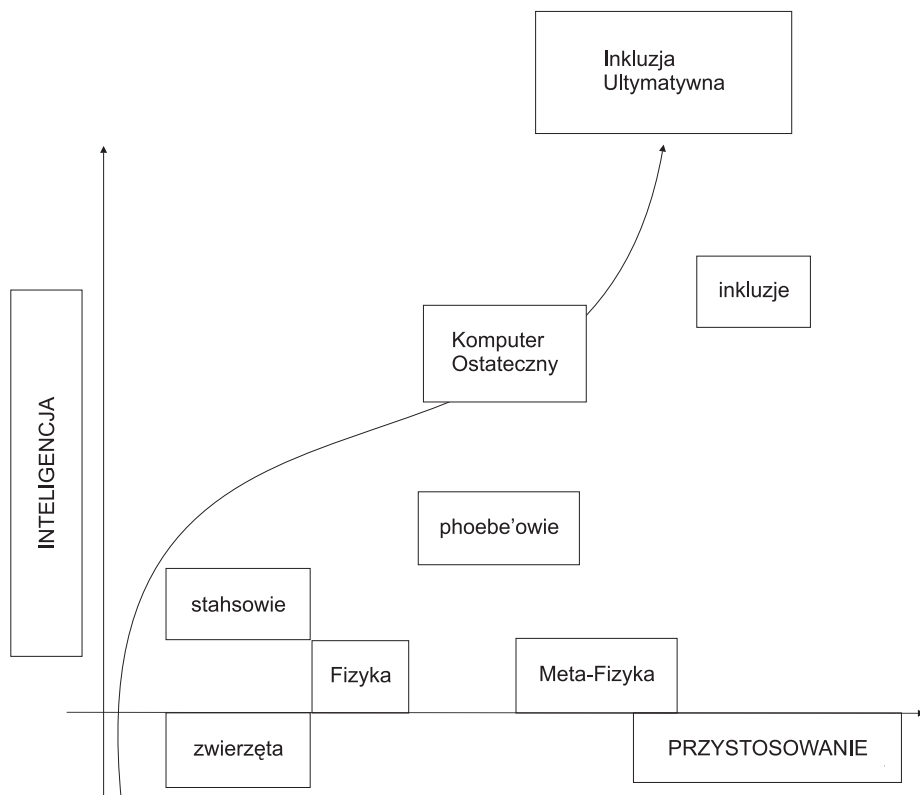 Inkluzja
Ultymatywna
inkluzje
Komputer
Ostateczny
INTELIGENCJA
phoebe’owie
stahsowie
Fizyka
Meta-Fizyka
zwierzęta
PRZYSTOSOWANIE